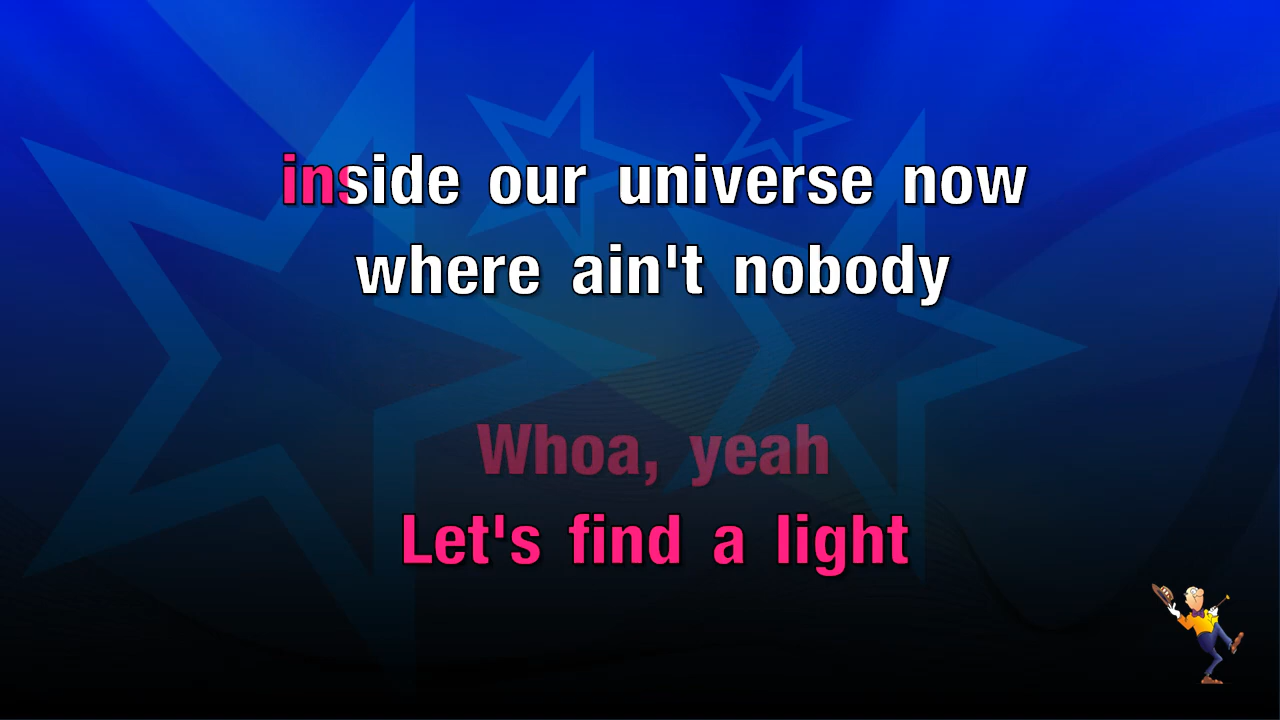 inside our universe now
where ain't nobody
Whoa, yeah
Let's find a light